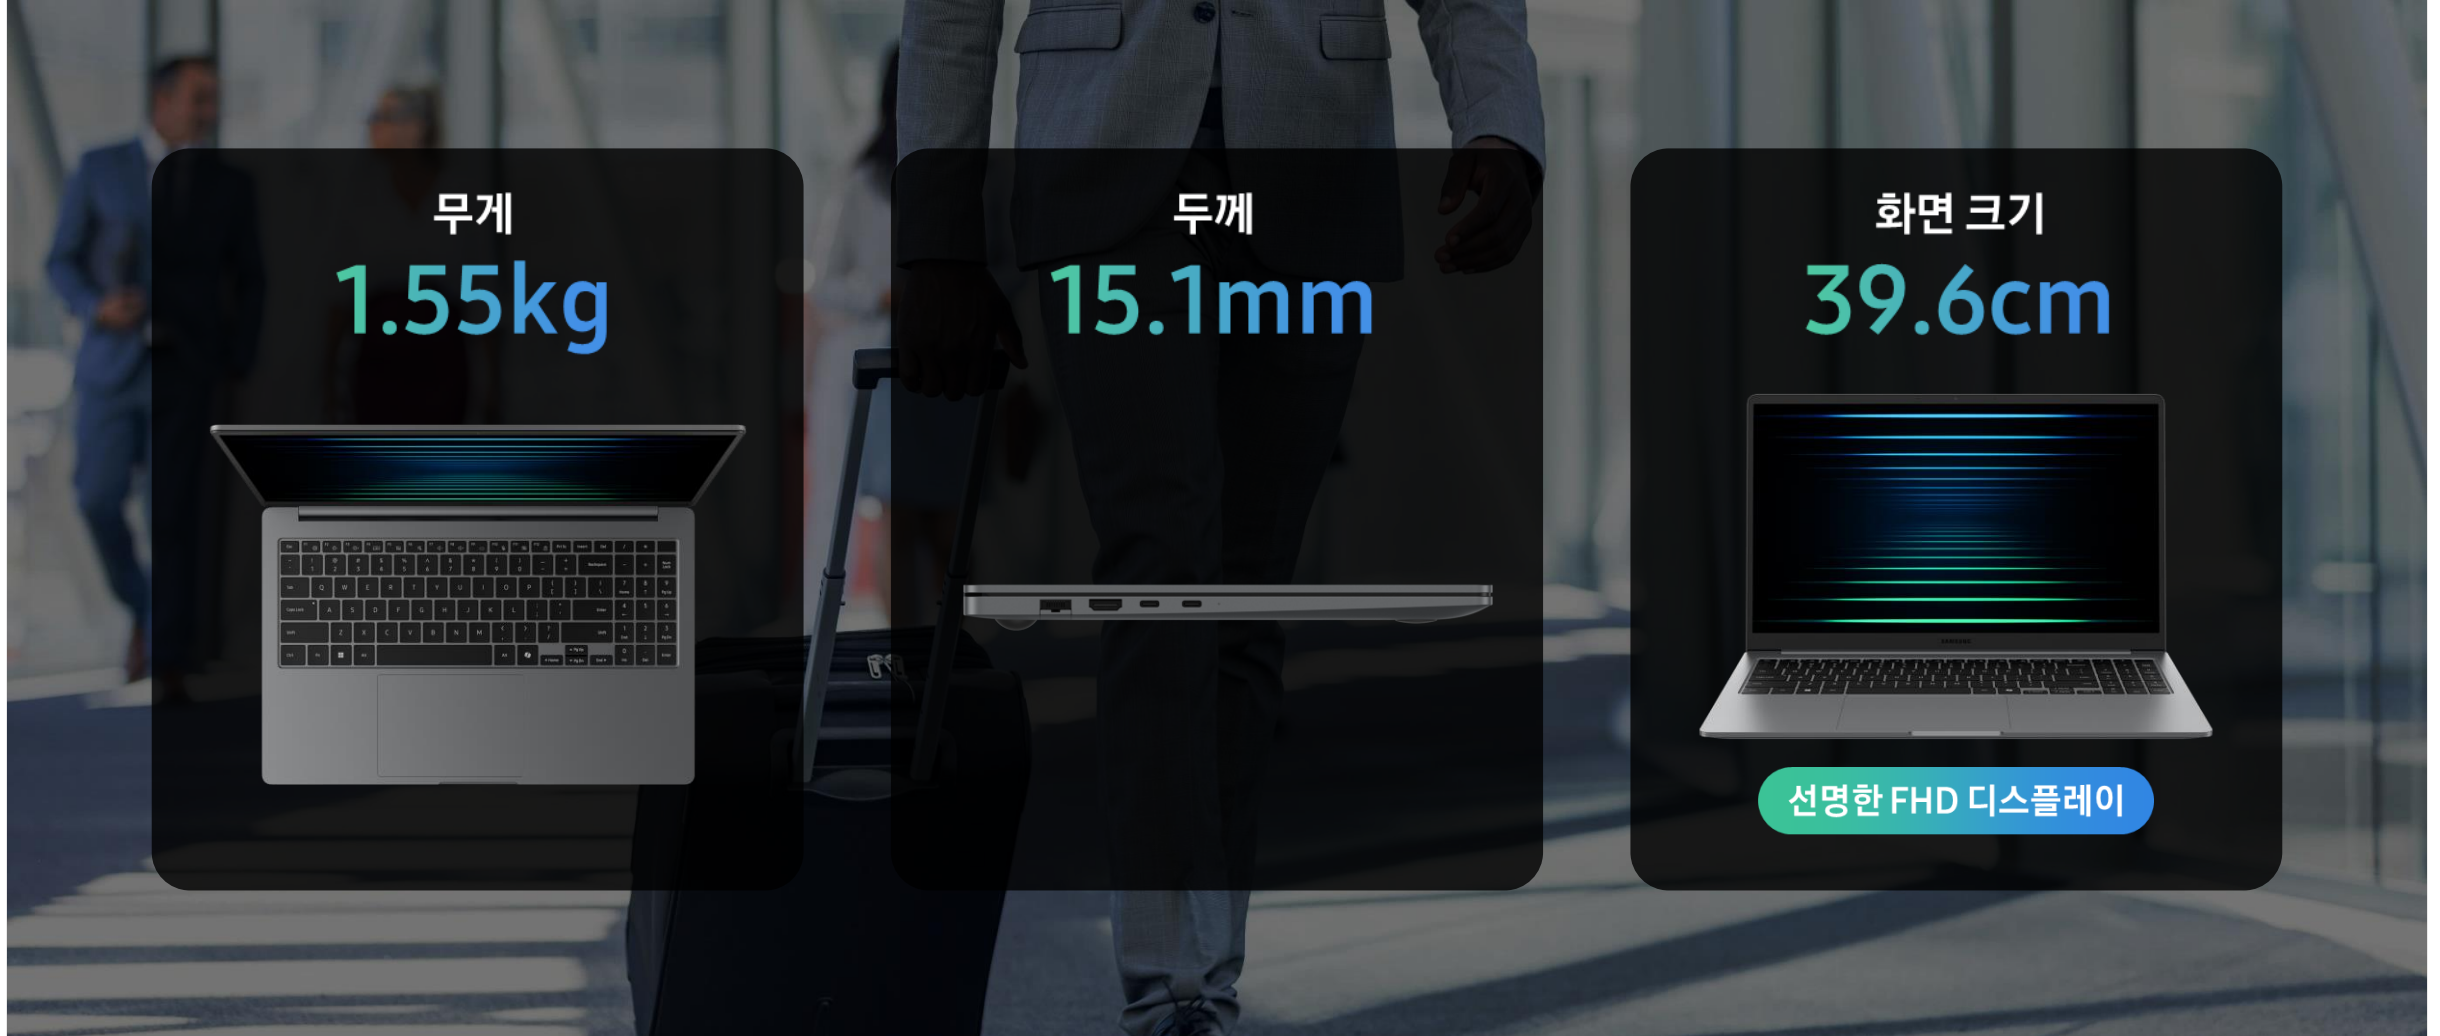 무게
1.55kg
두께
15.1mm
화면 크기
39.6cm
SAMSUNG
선명한 FHD 디스플레이